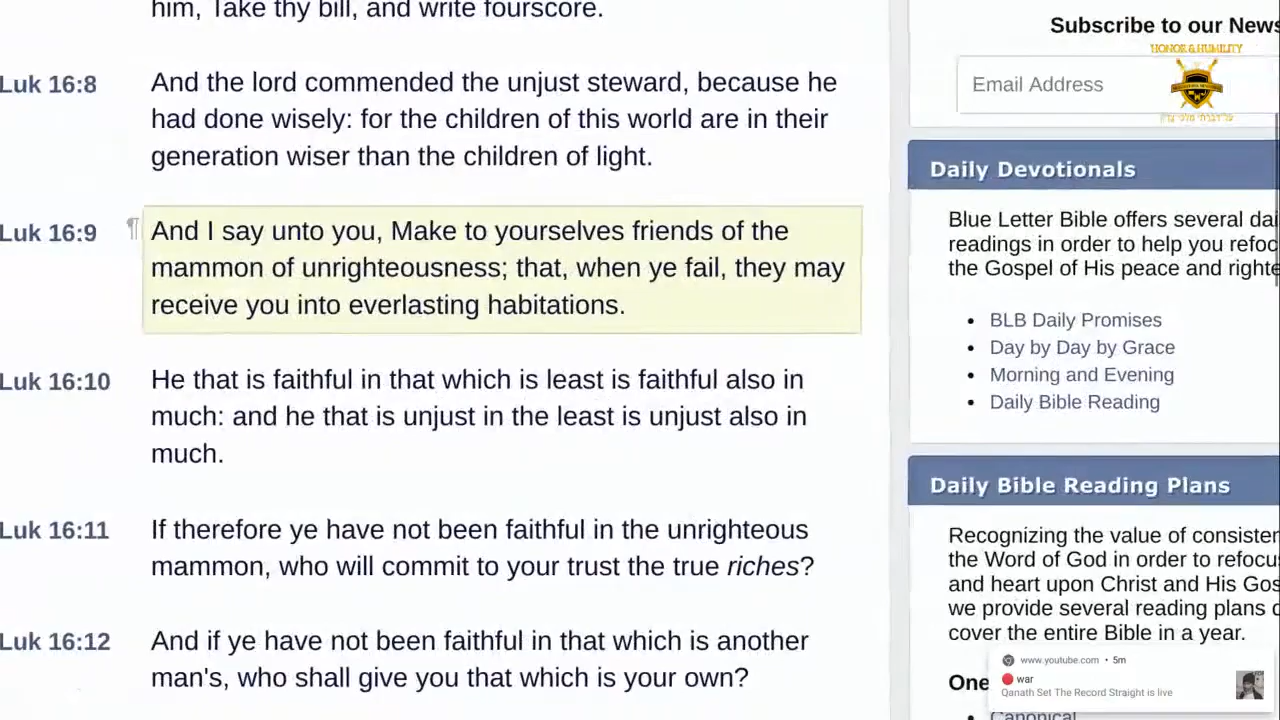 him, Take thy bill, and write fourscore.
Luk 16:8
And the lord commended the unjust steward, because he
had done wisely: for the children of this world are in their
generation wiser than the children of light.
Luk 16:9
¶
And I say unto you, Make to yourselves friends of the
mammon of unrighteousness; that, when ye fail, they may
receive you into everlasting habitations.
Luk 16:10
He that is faithful in that which is least is faithful also in
much: and he that is unjust in the least is unjust also in
much.
Luk 16:11
If therefore ye have not been faithful in the unrighteous
mammon, who will commit to your trust the true riches?
Luk 16:12
And if ye have not been faithful in that which is another
man's, who shall give you that which is your own?
Subscribe to our News
HONOR & HUMILITY
Email Address
Daily Devotionals
Blue Letter Bible offers several dai
readings in order to help you refoc
the Gospel of His peace and righte
• BLB Daily Promises
• Day by Day by Grace
• Morning and Evening
• Daily Bible Reading
Daily Bible Reading Plans
Recognizing the value of consister
the Word of God in order to refocu
and heart upon Christ and His Gos
we provide several reading plans
cover the entire Bible in a year.
One
www.youtube.com • 5m
war
Qanath Set The Record Straight is live
• Canonical